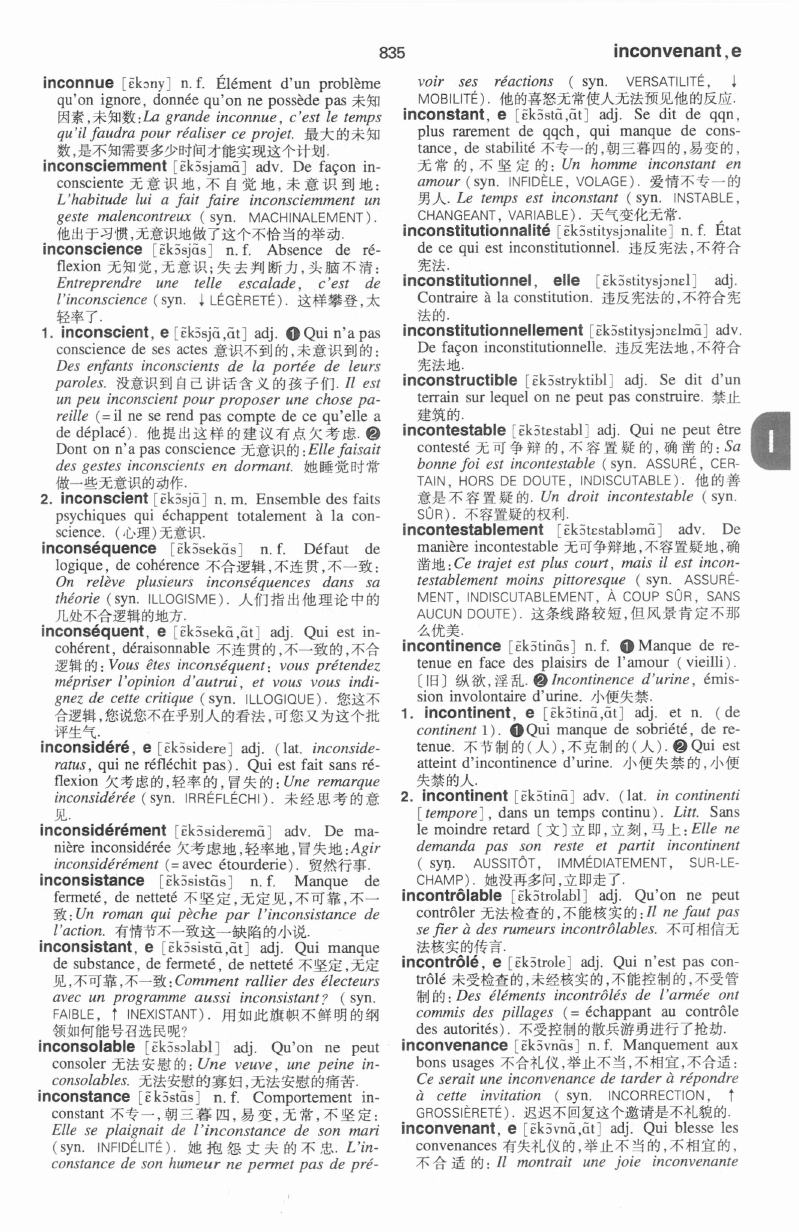 835
inconvenant, e
inconnue [ɛ̃kɔny] n. f. Élément d'un problème
qu'on ignore, donnée qu'on ne possède pas 未知
因素,未知数:La grande inconnue, c'est le temps
qu'il faudra pour réaliser ce projet. 最大的未知
数,是不知需要多少时间才能实现这个计划.
inconsciemment [ɛ̃kɔ̃sjamɑ̃] adv. De façon in-
consciente 无意识地,不自觉地,未意识到地:
L'habitude lui a fait faire inconsciemment un
geste malencontreux (syn. MACHINALEMENT).
他出于习惯,无意识地做了这个不恰当的举动.
inconscience [ɛ̃kɔ̃sjɑ̃s] n. f. Absence de ré-
flexion 无知觉,无意识;失去判断力,头脑不清:
Entreprendre une telle escalade, c'est de
l'inconscience (syn. ↓ LÉGÈRETÉ). 这样攀登,太
轻率了.
1. inconscient, e [ɛ̃kɔ̃sjɑ̃,ɑ̃t] adj. ❶ Qui n'a pas
conscience de ses actes 意识不到的,未意识到的:
Des enfants inconscients de la portée de leurs
paroles. 没意识到自己讲话含义的孩子们. Il est
un peu inconscient pour proposer une chose pa-
reille (= il ne se rend pas compte de ce qu'elle a
de déplacé). 他提出这样的建议有点欠考虑. ❷
Dont on n'a pas conscience 无意识的:Elle faisait
des gestes inconscients en dormant. 她睡觉时常
做一些无意识的动作.
2. inconscient [ɛ̃kɔ̃sjɑ̃] n. m. Ensemble des faits
psychiques qui échappent totalement à la con-
science. (心理)无意识.
inconséquence [ɛ̃kɔ̃sekɑ̃s] n. f. Défaut de
logique, de cohérence 不合逻辑,不连贯,不一致:
On relève plusieurs inconséquences dans sa
théorie (syn. ILLOGISME). 人们指出他理论中的
几处不合逻辑的地方.
inconséquent, e [ɛ̃kɔ̃sekɑ̃,ɑ̃t] adj. Qui est in-
cohérent, déraisonnable 不连贯的,不一致的,不合
逻辑的:Vous êtes inconséquent: vous prétendez
mépriser l'opinion d'autrui, et vous vous indi-
gnez de cette critique (syn. ILLOGIQUE). 您这不
合逻辑,您说您不在乎别人的看法,可您又为这个批
评生气.
inconsidéré, e [ɛ̃kɔ̃sidere] adj. (lat. inconside-
ratus, qui ne réfléchit pas). Qui est fait sans ré-
flexion 欠考虑的,轻率的,冒失的:Une remarque
inconsidérée (syn. IRRÉFLÉCHI). 未经思考的意
见.
inconsidérément [ɛ̃kɔ̃sideremɑ̃] adv. De ma-
nière inconsidérée 欠考虑地,轻率地,冒失地:Agir
inconsidérément (= avec étourderie). 贸然行事.
inconsistance [ɛ̃kɔ̃sistɑ̃s] n. f. Manque de
fermeté, de netteté 不坚定,无定见,不可靠,不一
致:Un roman qui pèche par l'inconsistance de
l'action. 有情节不一致这一缺陷的小说.
inconsistant, e [ɛ̃kɔ̃sistɑ̃,ɑ̃t] adj. Qui manque
de substance, de fermeté, de netteté 不坚定,无定
见,不可靠,不一致:Comment rallier des électeurs
avec un programme aussi inconsistant? (syn.
FAIBLE, ↑ INEXISTANT). 用如此旗帜不鲜明的纲
领如何能号召选民呢?
inconsolable [ɛ̃kɔ̃sɔlabl] adj. Qu'on ne peut
consoler 无法安慰的:Une veuve, une peine in-
consolables. 无法安慰的寡妇,无法安慰的痛苦.
inconstance [ɛ̃kɔ̃stɑ̃s] n. f. Comportement in-
constant 不专一,朝三暮四,易变,无常,不坚定:
Elle se plaignait de l'inconstance de son mari
(syn. INFIDÉLITÉ). 她抱怨丈夫的不忠. L'in-
constance de son humeur ne permet pas de pré-
voir ses réactions (syn. VERSATILITÉ, ↓
MOBILITÉ). 他的喜怒无常使人无法预见他的反应.
inconstant, e [ɛ̃kɔ̃stɑ̃,ɑ̃t] adj. Se dit de qqn,
plus rarement de qqch, qui manque de cons-
tance, de stabilité 不专一的,朝三暮四的,易变的,
无常的,不坚定的:Un homme inconstant en
amour (syn. INFIDÈLE, VOLAGE). 爱情不专一的
男人. Le temps est inconstant (syn. INSTABLE,
CHANGEANT, VARIABLE). 天气变化无常.
inconstitutionnalité [ɛ̃kɔ̃stitysjɔnalite] n. f. État
de ce qui est inconstitutionnel. 违反宪法,不符合
宪法.
inconstitutionnel, elle [ɛ̃kɔ̃stitysjɔnɛl] adj.
Contraire à la constitution. 违反宪法的,不符合宪
法的.
inconstitutionnellement [ɛ̃kɔ̃stitysjɔnɛlmɑ̃] adv.
De façon inconstitutionnelle. 违反宪法地,不符合
宪法地.
inconstructible [ɛ̃kɔ̃stryktibl] adj. Se dit d'un
terrain sur lequel on ne peut pas construire. 禁止
建筑的.
incontestable [ɛ̃kɔ̃tɛstabl] adj. Qui ne peut être
contesté 无可争辩的,不容置疑的,确凿的:Sa
bonne foi est incontestable (syn. ASSURÉ, CER-
TAIN, HORS DE DOUTE, INDISCUTABLE). 他的善
意是不容置疑的. Un droit incontestable (syn.
SÛR). 不容置疑的权利.
incontestablement [ɛ̃kɔ̃tɛstabləmɑ̃] adv. De
manière incontestable 无可争辩地,不容置疑地,确
凿地:Ce trajet est plus court, mais il est incon-
testablement moins pittoresque (syn. ASSURÉ-
MENT, INDISCUTABLEMENT, À COUP SÛR, SANS
AUCUN DOUTE). 这条线路较短,但风景肯定不那
么优美.
incontinence [ɛ̃kɔ̃tinɑ̃s] n. f. ❶ Manque de re-
tenue en face des plaisirs de l'amour (vieilli).
〔旧〕纵欲,淫乱. ❷ Incontinence d'urine, émis-
sion involontaire d'urine. 小便失禁.
1. incontinent, e [ɛ̃kɔ̃tinɑ̃,ɑ̃t] adj. et n. (de
continent 1). ❶ Qui manque de sobriété, de re-
tenue. 不节制的(人),不克制的(人). ❷ Qui est
atteint d'incontinence d'urine. 小便失禁的,小便
失禁的人.
2. incontinent [ɛ̃kɔ̃tinɑ̃] adv. (lat. in continenti
[tempore], dans un temps continu). Litt. Sans
le moindre retard 〔文〕立即,立刻,马上:Elle ne
demanda pas son reste et partit incontinent
(syn. AUSSITÔT, IMMÉDIATEMENT, SUR-LE-
CHAMP). 她没再多问,立即走了.
incontrôlable [ɛ̃kɔ̃trolabl] adj. Qu'on ne peut
contrôler 无法检查的,不能核实的:Il ne faut pas
se fier à des rumeurs incontrôlables. 不可相信无
法核实的传言.
incontrôlé, e [ɛ̃kɔ̃trole] adj. Qui n'est pas con-
trôlé 未受检查的,未经核实的,不能控制的,不受管
制的:Des éléments incontrôlés de l'armée ont
commis des pillages (= échappant au contrôle
des autorités). 不受控制的散兵游勇进行了抢劫.
inconvenance [ɛ̃kɔ̃vnɑ̃s] n. f. Manquement aux
bons usages 不合礼仪,举止不当,不相宜,不合适:
Ce serait une inconvenance de tarder à répondre
à cette invitation (syn. INCORRECTION, ↑
GROSSIÈRETÉ). 迟迟不回复这个邀请是不礼貌的.
inconvenant, e [ɛ̃kɔ̃vnɑ̃,ɑ̃t] adj. Qui blesse les
convenances 有失礼仪的,举止不当的,不相宜的,
不合适的:Il montrait une joie inconvenante
I